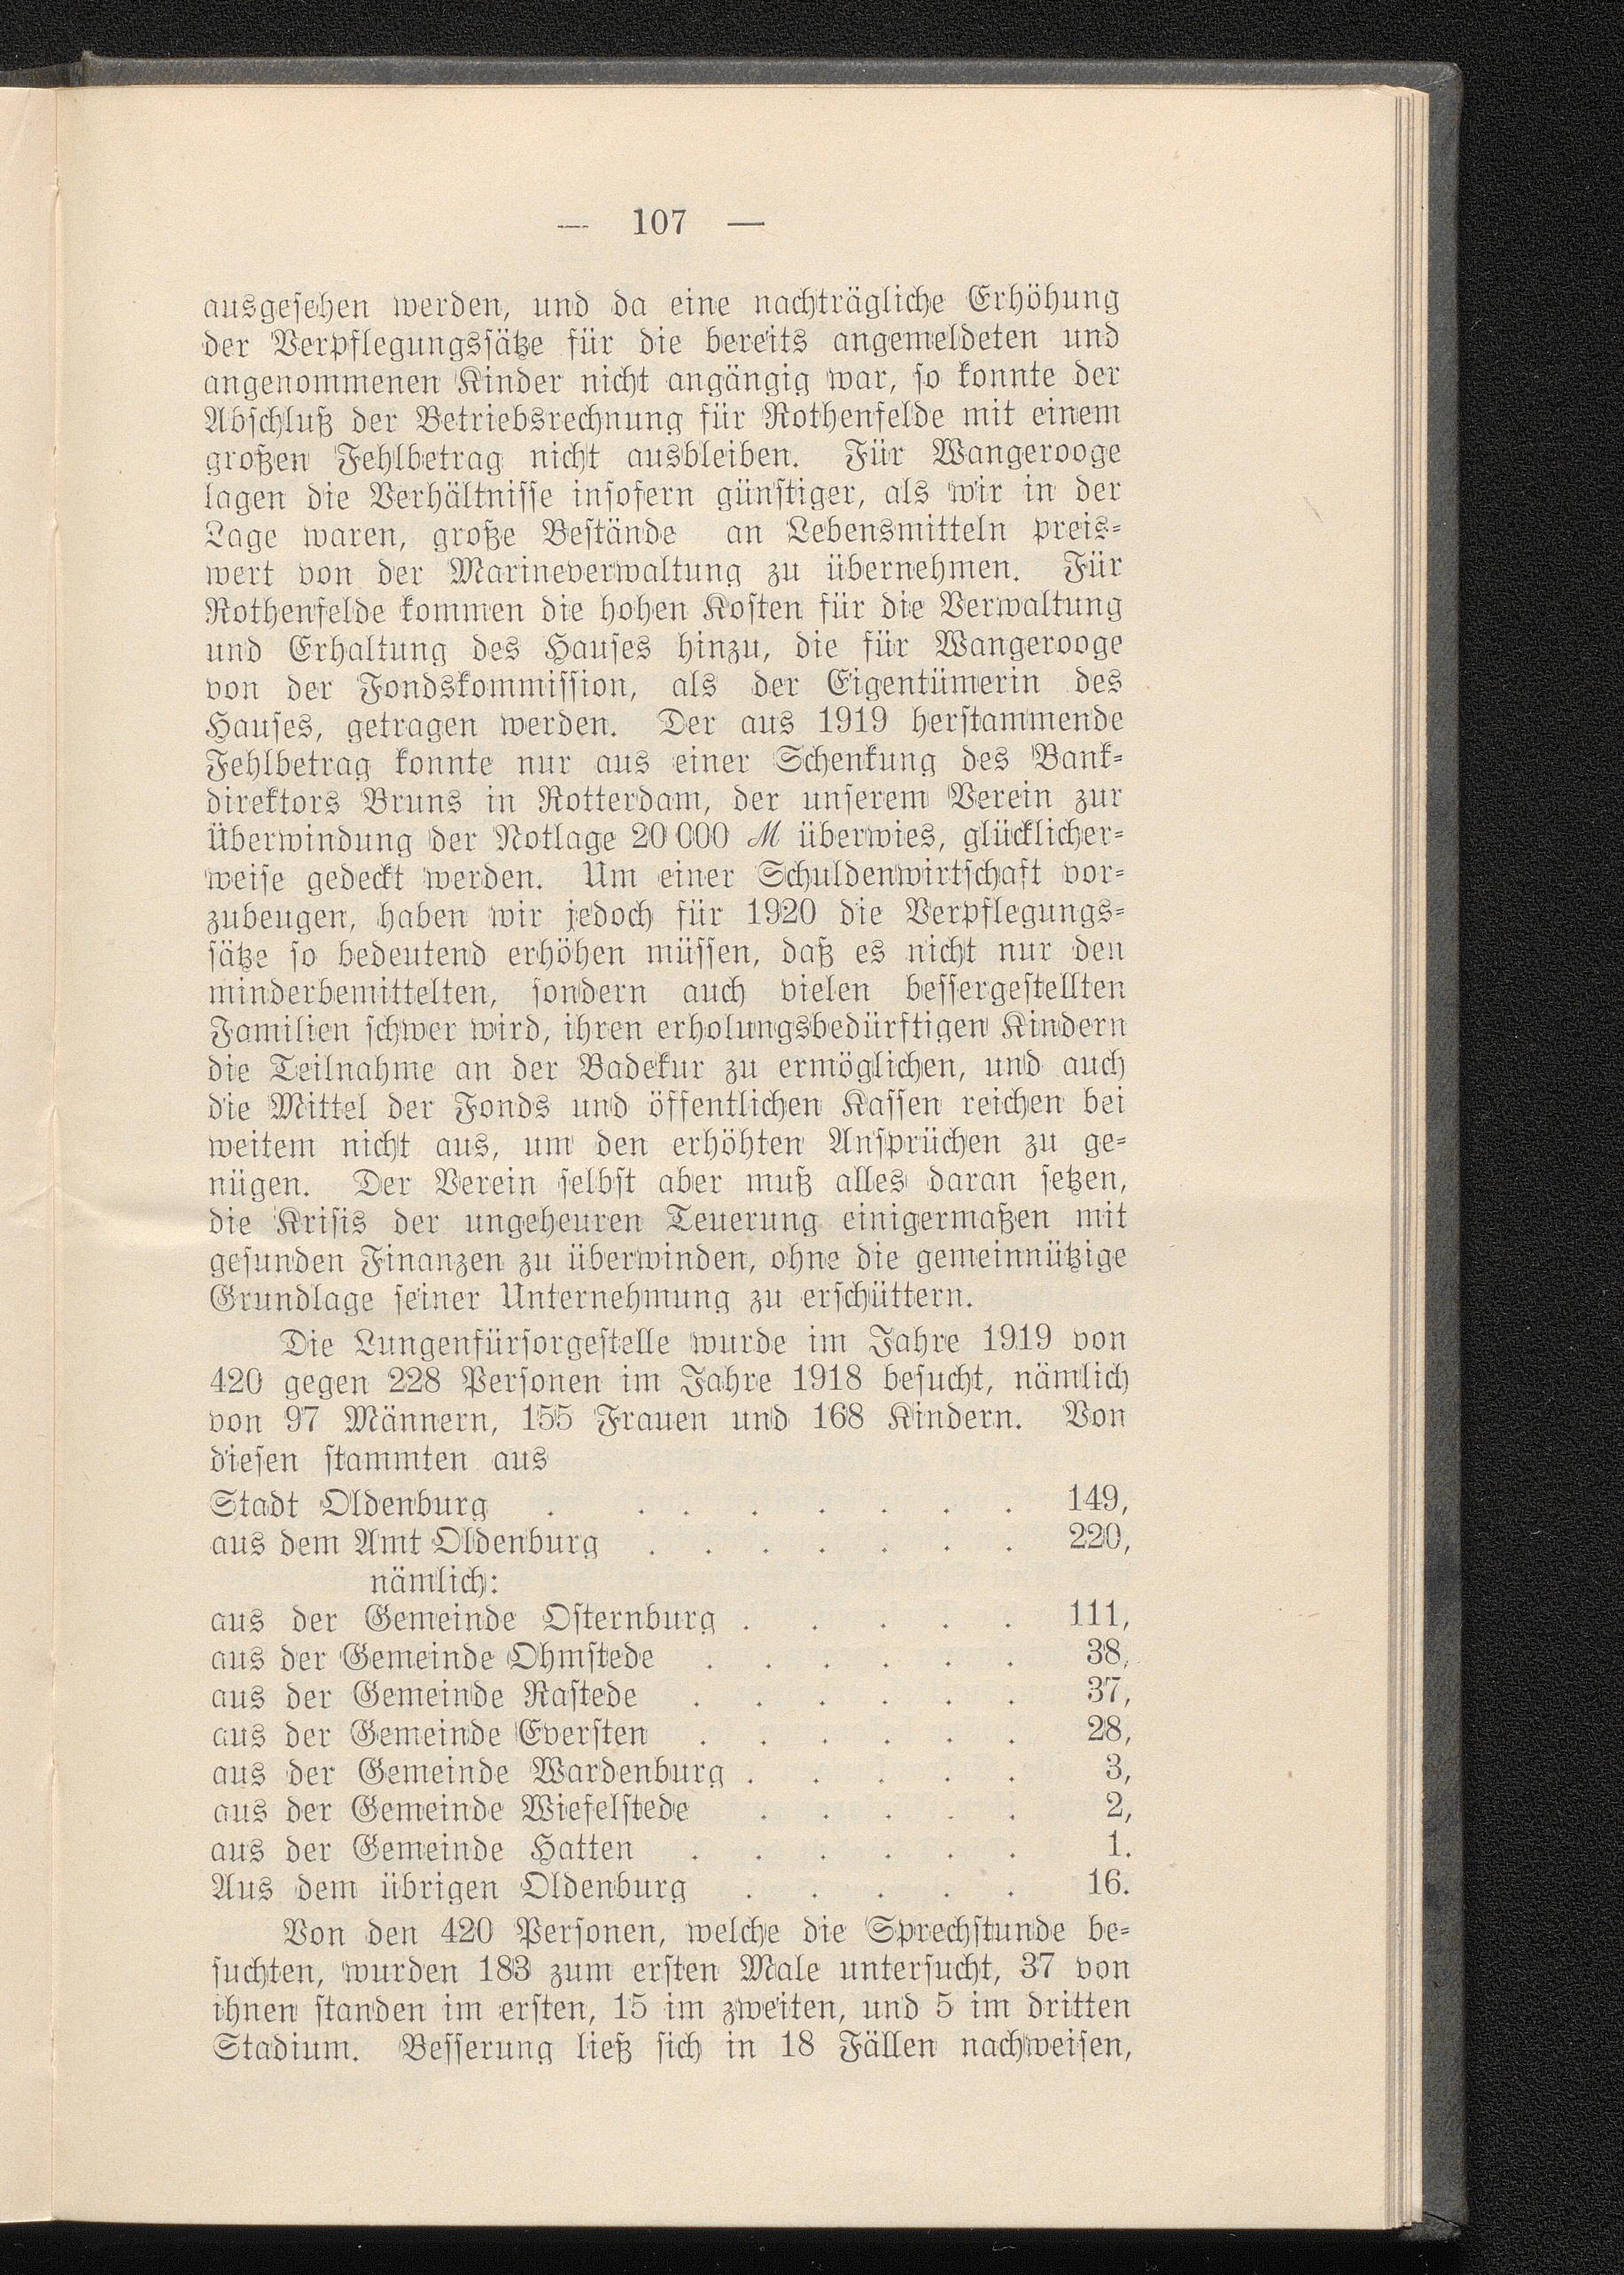 — 107 —
ausgesehen werden, und da eine nachträgliche Erhöhung
der Verpflegungssätze für die bereits angemeldeten und
angenommenen Kinder nicht angängig war, so konnte der
Abschluß der Betriebsrechnung für Rothenfelde mit einem
großen Fehlbetrag nicht ausbleiben. Für Wangerooge
lagen die Verhältnisse insofern günstiger, als wir in der
Lage waren, große Bestände an Lebensmitteln preis-
wert von der Marineverwaltung zu übernehmen. Für
Rothenfelde kommen die hohen Kosten für die Verwaltung
und Erhaltung des Hauses hinzu, die für Wangerooge
von der Fondskommission, als der Eigentümerin des
Hauses, getragen werden. Der aus 1919 herstammende
Fehlbetrag konnte nur aus einer Schenkung des Bank-
direktors Bruns in Rotterdam, der unserem Verein zur
Überwindung der Notlage 20 000 M überwies, glücklicher-
weise gedeckt werden. Um einer Schuldenwirtschaft vor-
zubeugen, haben wir jedoch für 1920 die Verpflegungs-
sätze so bedeutend erhöhen müssen, daß es nicht nur den
minderbemittelten, sondern auch vielen bessergestellten
Familien schwer wird, ihren erholungsbedürftigen Kindern
die Teilnahme an der Badekur zu ermöglichen, und auch
die Mittel der Fonds und öffentlichen Kassen reichen bei
weitem nicht aus, um den erhöhten Ansprüchen zu ge-
nügen. Der Verein selbst aber muß alles daran setzen,
die Krisis der ungeheuren Teuerung einigermaßen mit
gesunden Finanzen zu überwinden, ohne die gemeinnützige
Grundlage seiner Unternehmung zu erschüttern.
Die Lungenfürsorgestelle wurde im Jahre 1919 von
420 gegen 228 Personen im Jahre 1918 besucht, nämlich
von 97 Männern, 155 Frauen und 168 Kindern. Von
diesen stammten aus
Stadt Oldenburg . . . . . . . . 149,
aus dem Amt Oldenburg . . . . . . . 220,
nämlich:
aus der Gemeinde Osternburg . . . . . 111,
aus der Gemeinde Ohmstede . . . . . . 38,
aus der Gemeinde Rastede . . . . . . 37,
aus der Gemeinde Eversten . . . . . . 28,
aus der Gemeinde Wardenburg . . . . . 3,
aus der Gemeinde Wiefelstede . . . . . 2,
aus der Gemeinde Hatten . . . . . . 1.
Aus dem übrigen Oldenburg . . . . . 16.
Von den 420 Personen, welche die Sprechstunde be-
suchten, wurden 183 zum ersten Male untersucht, 37 von
ihnen standen im ersten, 15 im zweiten, und 5 im dritten
Stadium. Besserung ließ sich in 18 Fällen nachweisen,